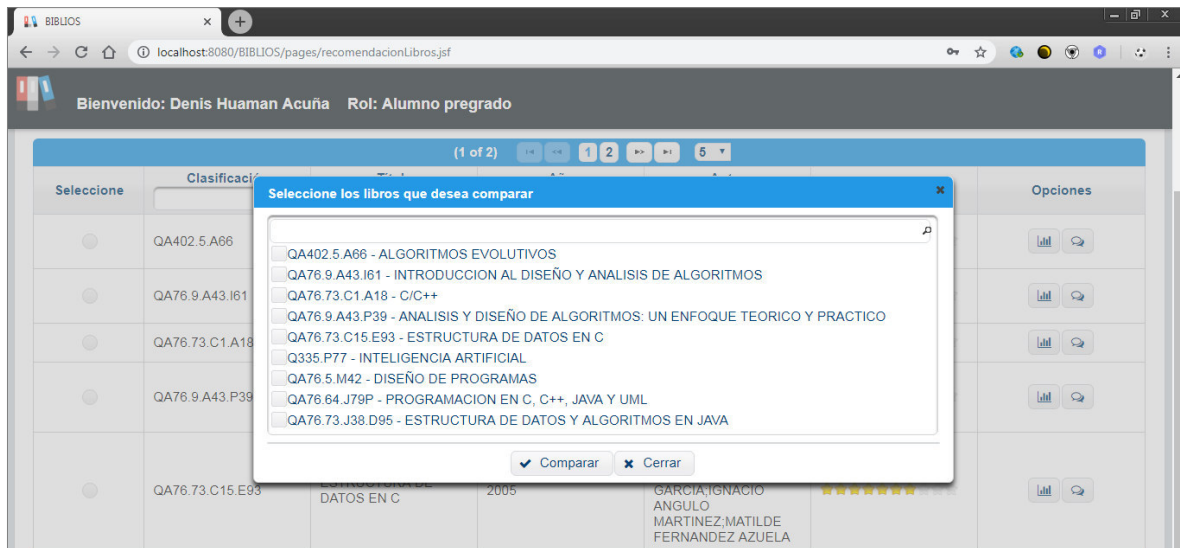 BIBLIOS
localhost:8080/BIBLIOS/pages/recomendacionLibros.jsf
Bienvenido: Denis Huaman Acuña Rol: Alumno pregrado
(1 of 2) 1 2 5
Seleccione Clasificaci Opciones
Seleccione los libros que desea comparar
QA402.5.A66 - ALGORITMOS EVOLUTIVOS
QA76.9.A43.I61 - INTRODUCCION AL DISEÑO Y ANALISIS DE ALGORITMOS
QA76.73.C1.A18 - C/C++
QA76.9.A43.P39 - ANALISIS Y DISEÑO DE ALGORITMOS: UN ENFOQUE TEORICO Y PRACTICO
QA76.73.C15.E93 - ESTRUCTURA DE DATOS EN C
Q335.P77 - INTELIGENCIA ARTIFICIAL
QA76.5.M42 - DISEÑO DE PROGRAMAS
QA76.64.J79P - PROGRAMACION EN C, C++, JAVA Y UML
QA76.73.J38.D95 - ESTRUCTURA DE DATOS Y ALGORITMOS EN JAVA
Comparar Cerrar
QA402.5.A66
QA76.9.A43.I61
QA76.73.C1.A18
QA76.9.A43.P39
QA76.73.C15.E93
ESTRUCTURA DE
DATOS EN C
2005
GARCIA;IGNACIO
ANGULO
MARTINEZ;MATILDE
FERNANDEZ AZUELA